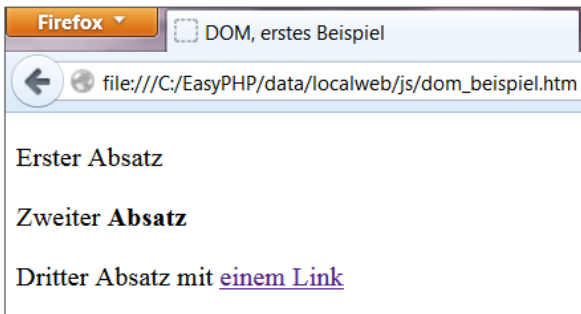 Firefox
DOM, erstes Beispiel
file:///C:/EasyPHP/data/localweb/js/dom_beispiel.htm
Erster Absatz
Zweiter Absatz
Dritter Absatz mit einem Link